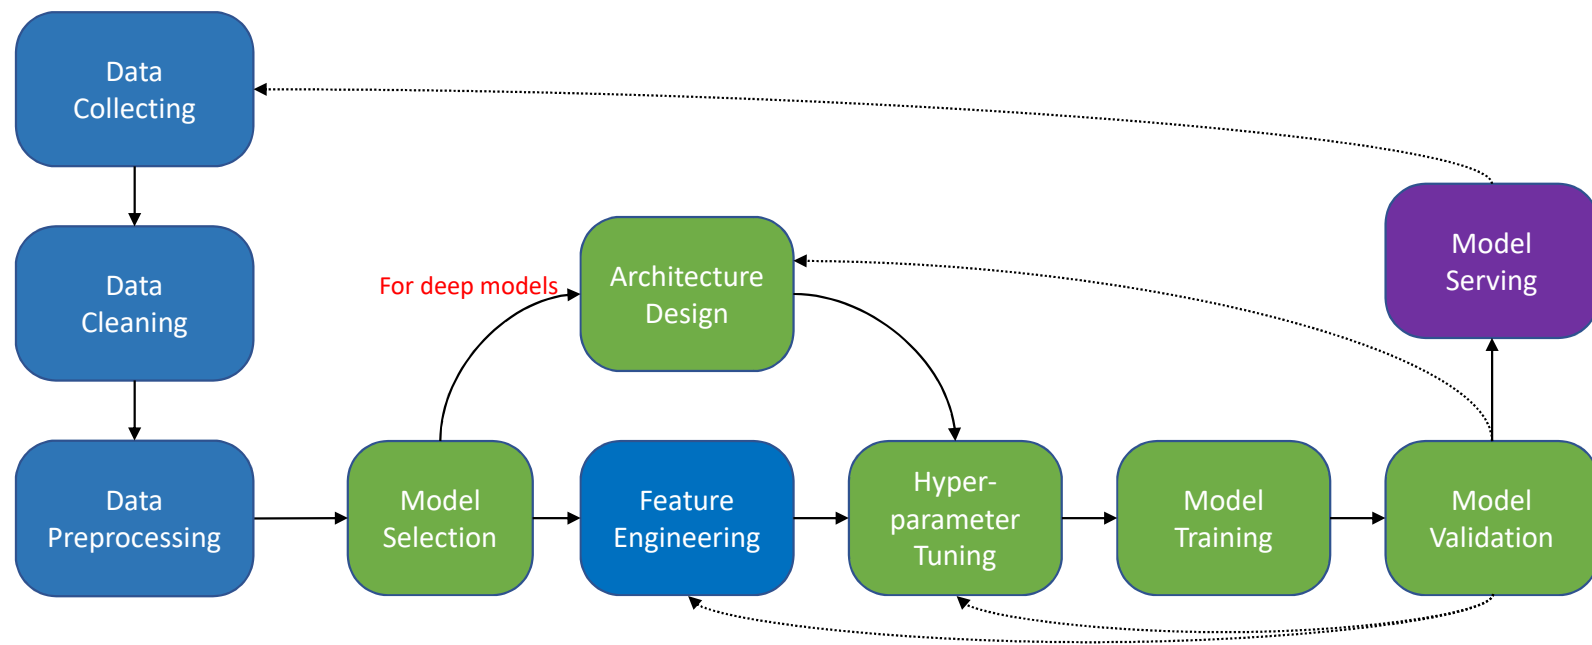 Data
Collecting
Data
Cleaning
Data
Preprocessing
Model
Selection
For deep models
Architecture
Design
Feature
Engineering
Hyper-
parameter
Tuning
Model
Training
Model
Validation
Model
Serving